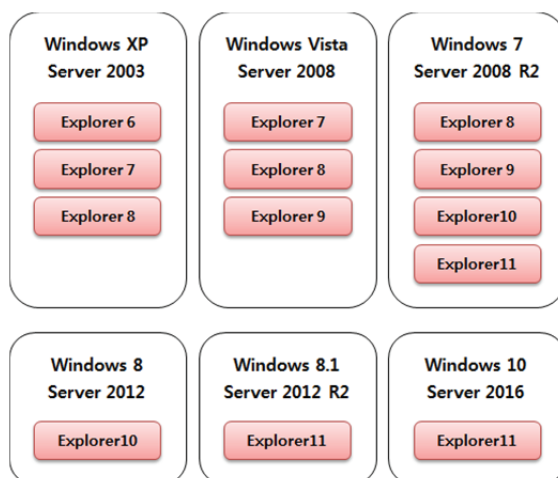 Windows XP
Server 2003
Explorer 6
Explorer 7
Explorer 8
Windows Vista
Server 2008
Explorer 7
Explorer 8
Explorer 9
Windows 7
Server 2008 R2
Explorer 8
Explorer 9
Explorer10
Explorer11
Windows 8
Server 2012
Explorer10
Windows 8.1
Server 2012 R2
Explorer11
Windows 10
Server 2016
Explorer11